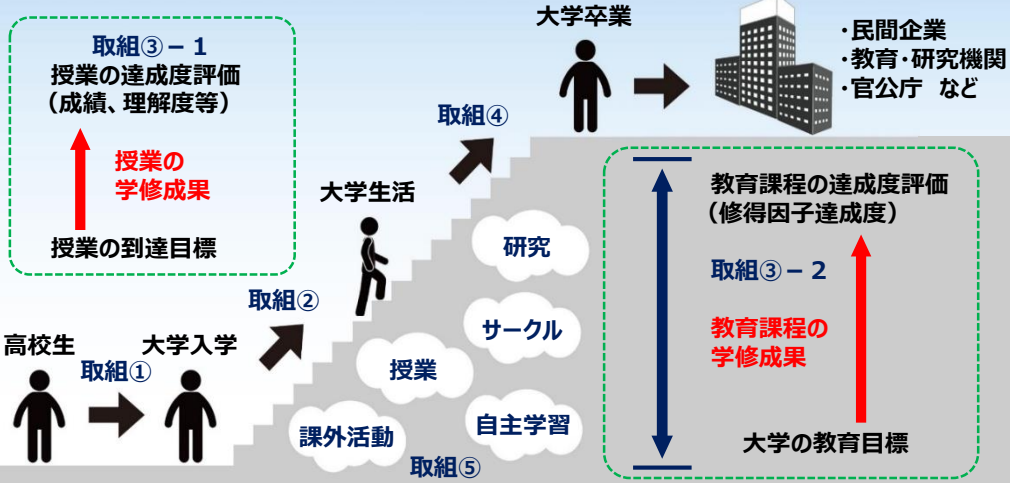 取組③－1
授業の達成度評価
（成績、理解度等）
授業の
学修成果
授業の到達目標
高校生
取組①
大学入学
取組②
大学生活
取組④
大学卒業
・民間企業
・教育・研究機関
・官公庁 など
研究
サークル
授業
自主学習
課外活動
取組⑤
教育課程の達成度評価
（修得因子達成度）
取組③－2
教育課程の
学修成果
大学の教育目標